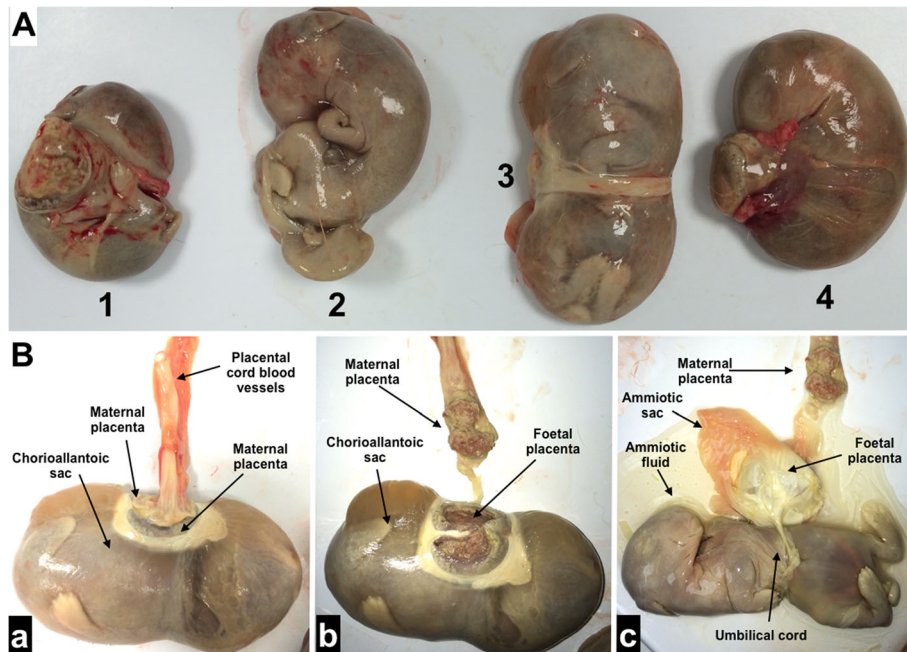 A
1
2
3
4
B
Placental
cord blood
vessels
Maternal
placenta
Maternal
placenta
Chorioallantoic
sac
a
Maternal
placenta
Foetal
placenta
Chorioallantoic
sac
b
Maternal
placenta
Ammiotic
sac
Ammiotic
fluid
Foetal
placenta
Umbilical cord
c